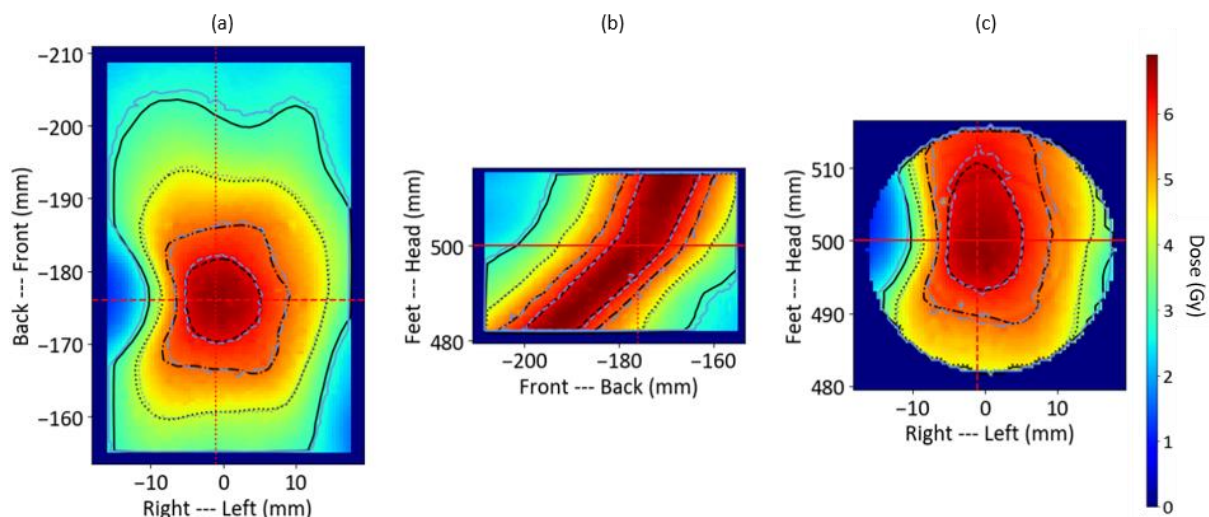 (a)
(b)
(c)
−210
−200
−190
−180
−170
−160
Back --- Front (mm)
−10
0
10
Right --- Left (mm)
500
480
Feet --- Head (mm)
−200
−180
−160
Front --- Back (mm)
510
500
490
480
Feet --- Head (mm)
−10
0
10
Right --- Left (mm)
6
5
4
3
2
1
0
Dose (Gy)